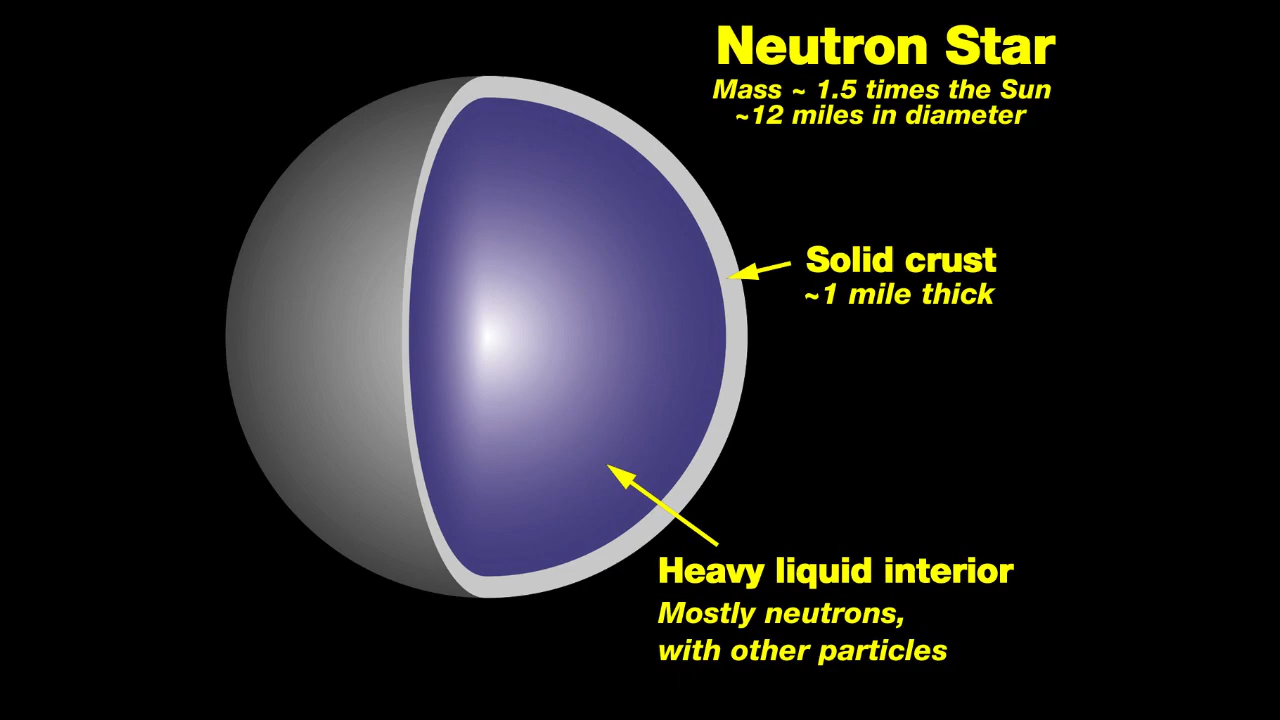 Neutron Star
Mass ~ 1.5 times the Sun
~12 miles in diameter
Solid crust
~1 mile thick
Heavy liquid interior
Mostly neutrons,
with other particles